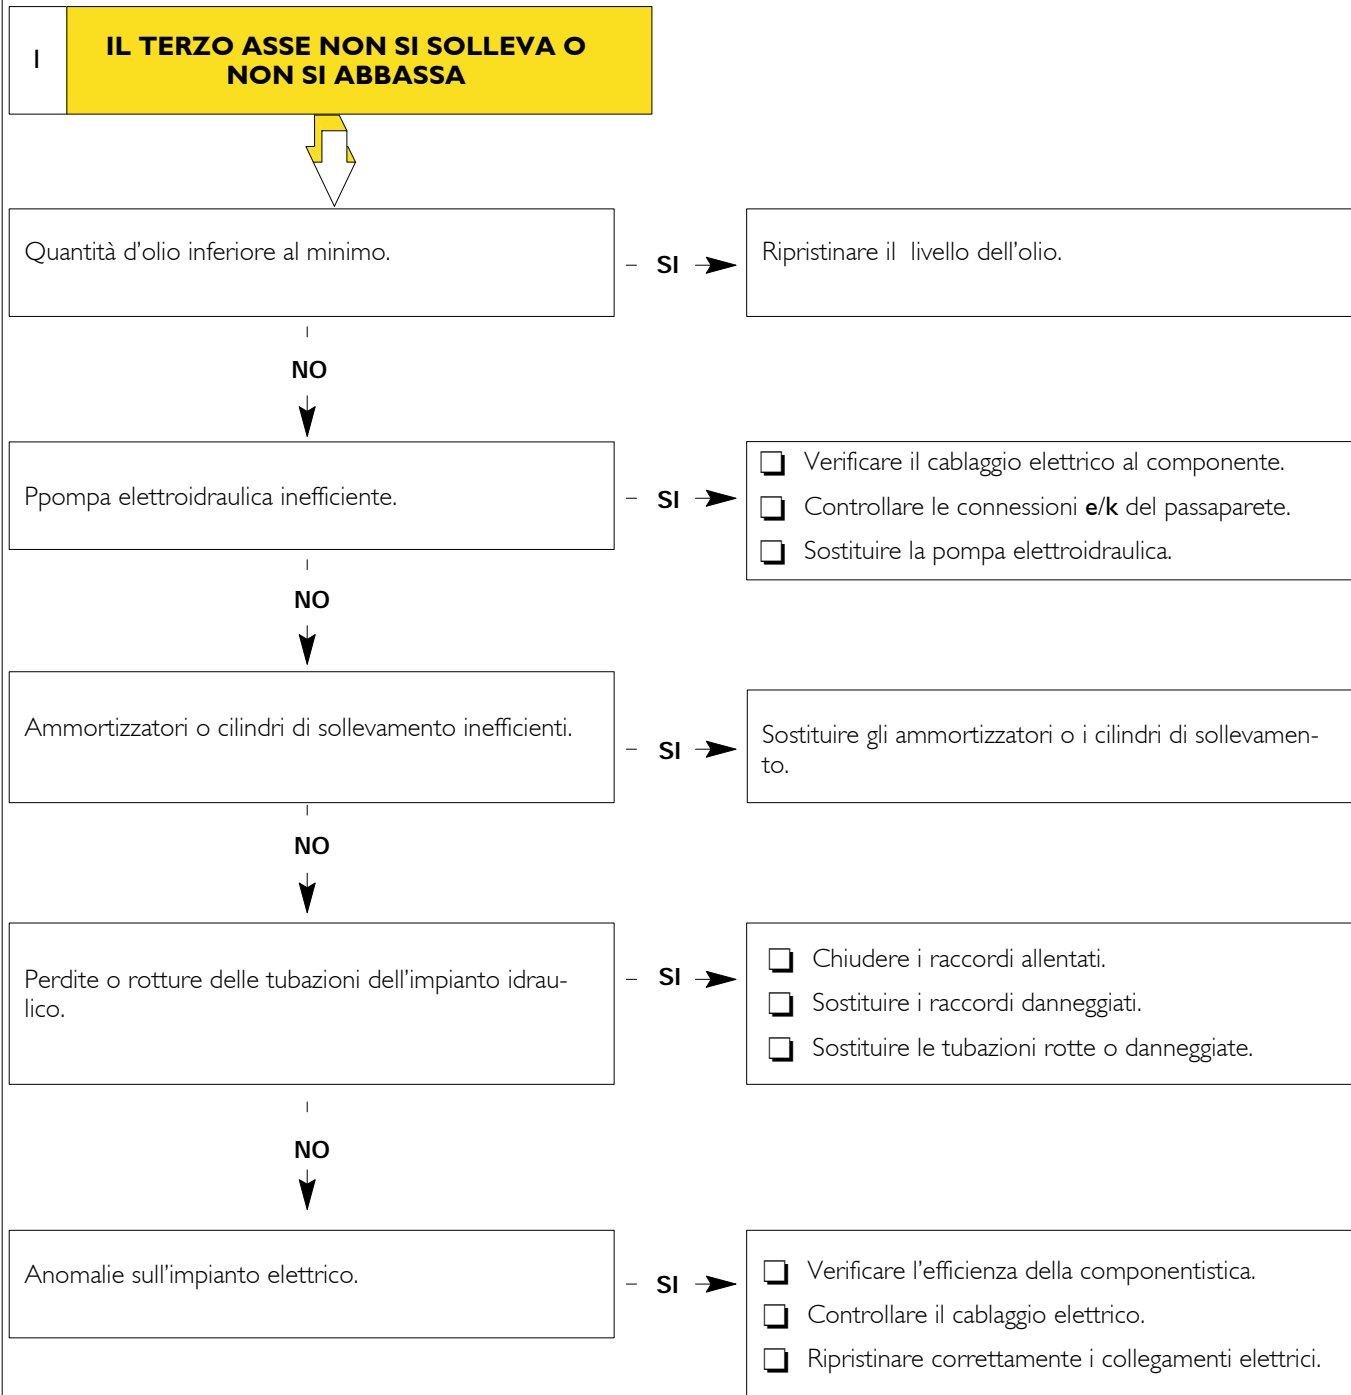 1
IL TERZO ASSE NON SI SOLLEVA O
NON SI ABBASSA
Quantità d'olio inferiore al minimo.
SI
Ripristinare il livello dell'olio.
NO
Ppompa elettroidraulica inefficiente.
SI
Verificare il cablaggio elettrico al componente.
Controllare le connessioni e/k del passaparete.
Sostituire la pompa elettroidraulica.
NO
Ammortizzatori o cilindri di sollevamento inefficienti.
SI
Sostituire gli ammortizzatori o i cilindri di sollevamen-
to.
NO
Perdite o rotture delle tubazioni dell'impianto idrau-
lico.
SI
Chiudere i raccordi allentati.
Sostituire i raccordi danneggiati.
Sostituire le tubazioni rotte o danneggiate.
NO
Anomalie sull'impianto elettrico.
SI
Verificare l'efficienza della componentistica.
Controllare il cablaggio elettrico.
Ripristinare correttamente i collegamenti elettrici.